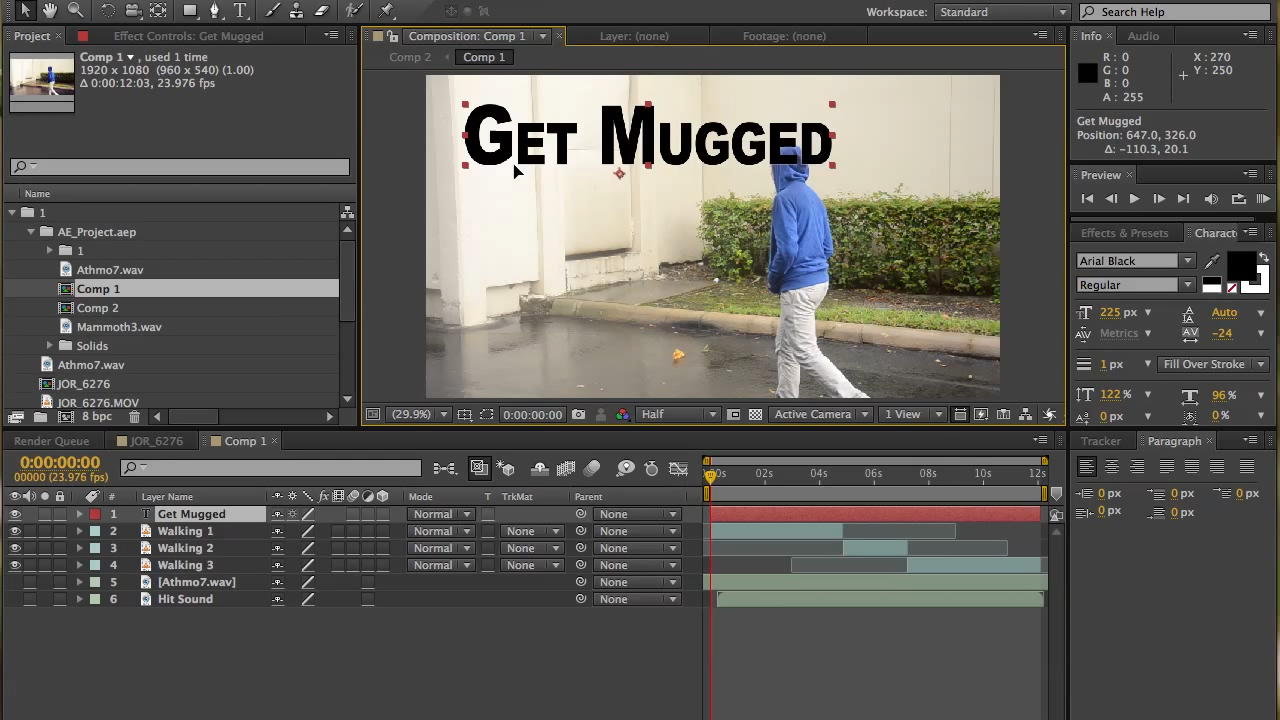 Workspace: Standard
Search Help
Project
Effect Controls: Get Mugged
Composition: Comp 1
Layer: (none)
Footage: (none)
Info
Audio
Comp 1 ▼, used 1 time
1920 x 1080 (960 x 540) (1.00)
Δ 0:00:12:03, 23.976 fps
Comp 2
Comp 1
R : 0
G : 0
B : 0
A : 255
X : 270
Y : 250
Get Mugged
Get Mugged
Position: 647.0, 326.0
Δ: -110.3, 20.1
Preview
Name
1
AE_Project.aep
1
Athmo7.wav
Comp 1
Comp 2
Mammoth3.wav
Solids
Athmo7.wav
JOR_6276
JOR_6276.MOV
8 bpc
Effects & Presets
Charact
Arial Black
Regular
225 px
Auto
Metrics
-24
1 px
Fill Over Stroke
122 %
96 %
0 px
0 %
(29.9%)
0:00:00:00
Half
Active Camera
1 View
Render Queue
JOR_6276
Comp 1
Tracker
Paragraph
0:00:00:00
00000 (23.976 fps)
00s
02s
04s
06s
08s
10s
12s
0 px
0 px
0 px
0 px
0 px
#
Layer Name
fx
Mode
T
TrkMat
Parent
1 T Get Mugged Normal None
2 Walking 1 Normal None None
3 Walking 2 Normal None None
4 Walking 3 Normal None None
5 [Athmo7.wav] None
6 Hit Sound None